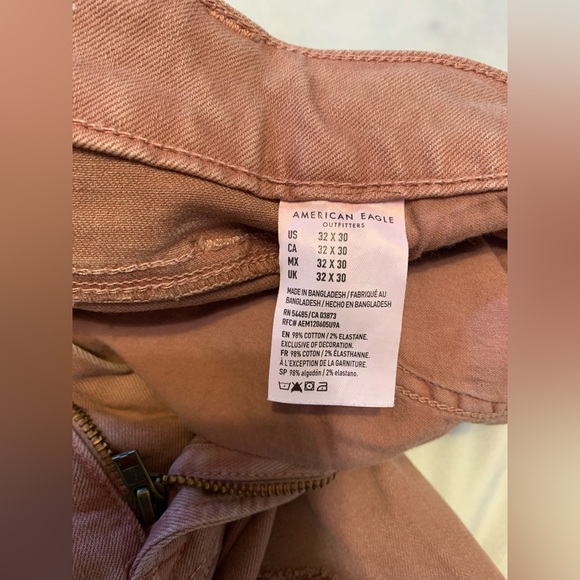 AMERICAN EAGLE
OUTFITTERS
US 32 X 30
CA 32 X 30
MX 32 X 30
UK 32 X 30
MADE IN BANGLADESH / FABRIQUÉ AU
BANGLADESH / HECHO EN BANGLADESH
RN 54485 / CA 03873
RFC# AEM120605U9A
EN 98% COTTON / 2% ELASTANE.
EXCLUSIVE OF DECORATION.
FR 98% COTON / 2% ÉLASTHANNE.
À L'EXCEPTION DE LA GARNITURE.
SP 98% algodón / 2% elastano.